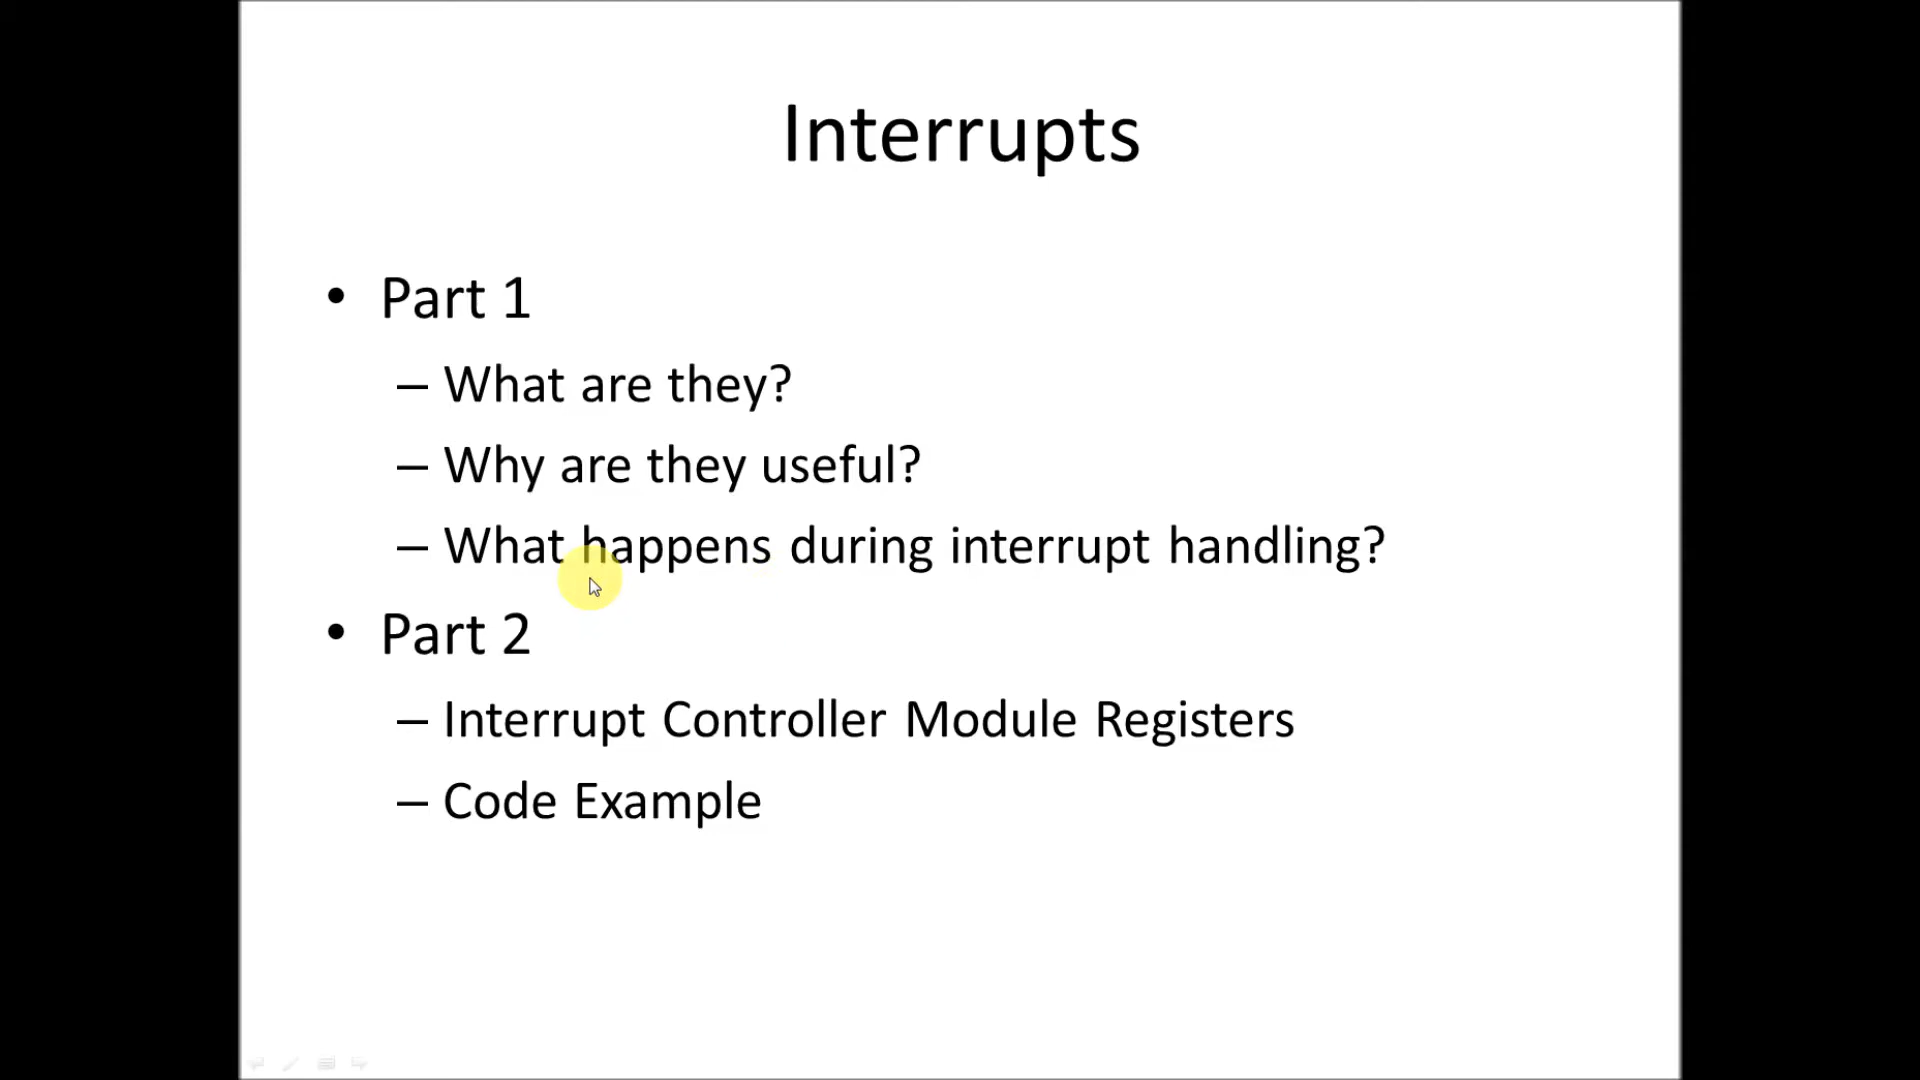 Interrupts
• Part 1
– What are they?
– Why are they useful?
– What happens during interrupt handling?
• Part 2
– Interrupt Controller Module Registers
– Code Example